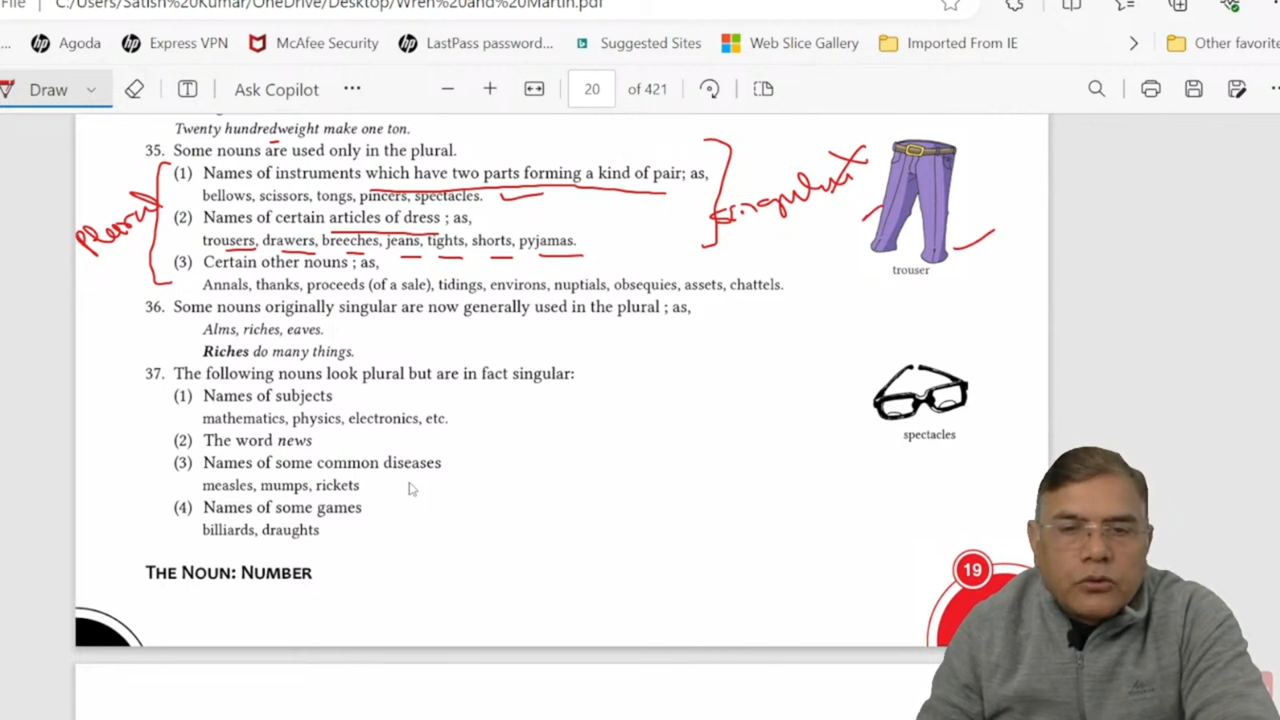 File C:/Users/Satish%20Kumar/OneDrive/Desktop/Wren%20and%20Martin.pdf
Agoda Express VPN McAfee Security LastPass password... Suggested Sites Web Slice Gallery Imported From IE Other favorite
Draw Ask Copilot 20 of 421
Twenty hundredweight make one ton.
35. Some nouns are used only in the plural.
(1) Names of instruments which have two parts forming a kind of pair; as,
bellows, scissors, tongs, pincers, spectacles.
(2) Names of certain articles of dress ; as,
trousers, drawers, breeches, jeans, tights, shorts, pyjamas.
(3) Certain other nouns ; as,
Annals, thanks, proceeds (of a sale), tidings, environs, nuptials, obsequies, assets, chattels.
Plural
Singular
trouser
36. Some nouns originally singular are now generally used in the plural ; as,
Alms, riches, eaves.
Riches do many things.
37. The following nouns look plural but are in fact singular:
(1) Names of subjects
mathematics, physics, electronics, etc.
(2) The word news
(3) Names of some common diseases
measles, mumps, rickets
(4) Names of some games
billiards, draughts
spectacles
THE NOUN: NUMBER
19